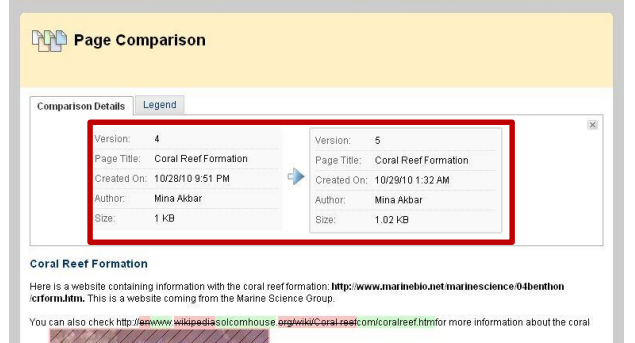 Page Comparison
Comparison Details Legend
Version: 4 Version: 5
Page Title: Coral Reef Formation Page Title: Coral Reef Formation
Created On: 10/28/10 9:51 PM Created On: 10/29/10 1:32 AM
Author: Mina Akbar Author: Mina Akbar
Size: 1 KB Size: 1.02 KB
Coral Reef Formation
Here is a website containing information with the coral reef formation: http://www.marinebio.net/marinescience/04benthon
/crform.htm. This is a website coming from the Marine Science Group.
You can also check http://enwww.wikipediasolcomhouse.org/wiki/Coral reefcom/coralreef.htmfor more information about the coral